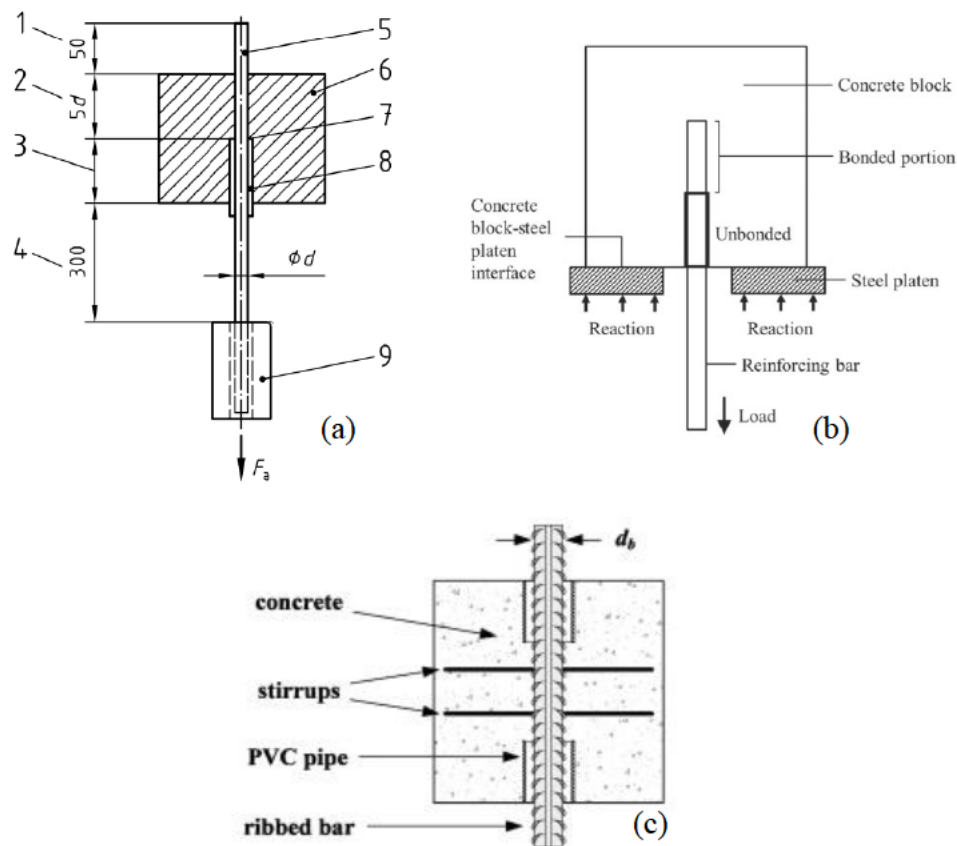 1
50
2
5d
3
4
300
5
6
7
8
φd
9
Fa
(a)
Concrete block
Bonded portion
Concrete
block-steel
platen
interface
Unbonded
Steel platen
Reaction
Reaction
Reinforcing bar
Load
(b)
db
concrete
stirrups
PVC pipe
ribbed bar
(c)